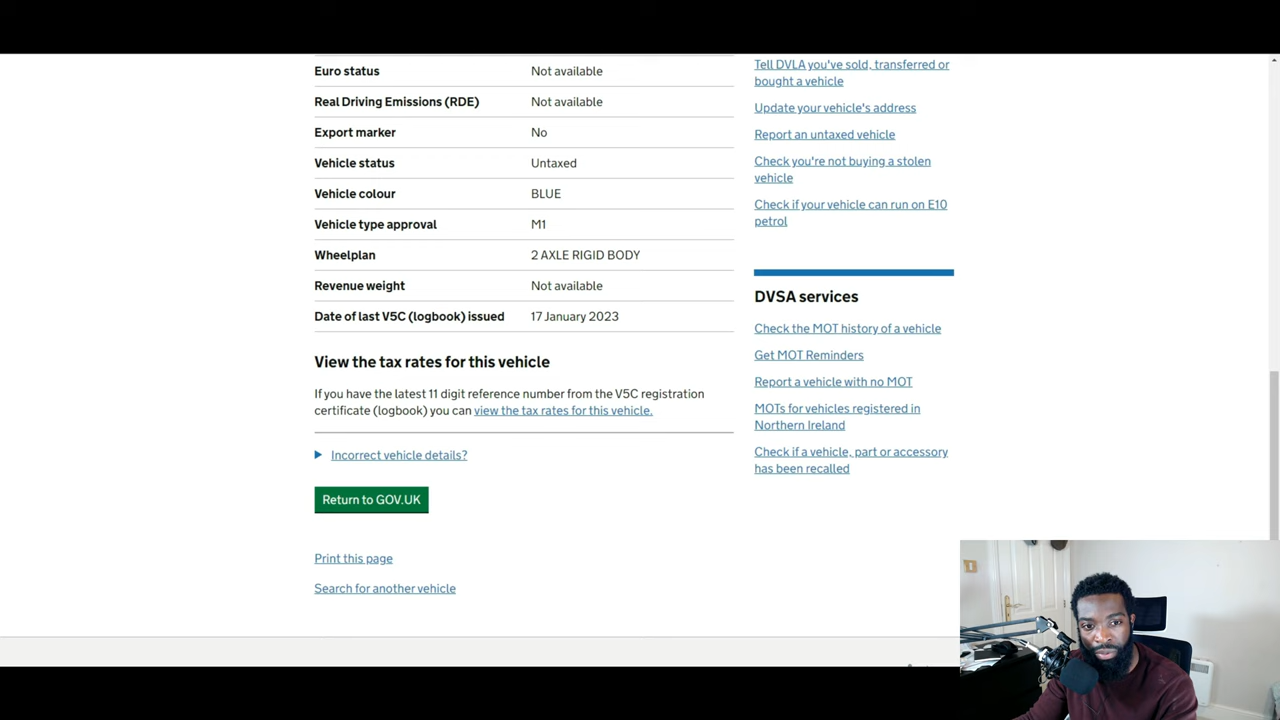 Euro status Not available
Real Driving Emissions (RDE) Not available
Export marker No
Vehicle status Untaxed
Vehicle colour BLUE
Vehicle type approval M1
Wheelplan 2 AXLE RIGID BODY
Revenue weight Not available
Date of last V5C (logbook) issued 17 January 2023
View the tax rates for this vehicle
If you have the latest 11 digit reference number from the V5C registration
certificate (logbook) you can view the tax rates for this vehicle.
Incorrect vehicle details?
Return to GOV.UK
Print this page
Search for another vehicle
Tell DVLA you've sold, transferred or
bought a vehicle
Update your vehicle's address
Report an untaxed vehicle
Check you're not buying a stolen
vehicle
Check if your vehicle can run on E10
petrol
DVSA services
Check the MOT history of a vehicle
Get MOT Reminders
Report a vehicle with no MOT
MOTs for vehicles registered in
Northern Ireland
Check if a vehicle, part or accessory
has been recalled